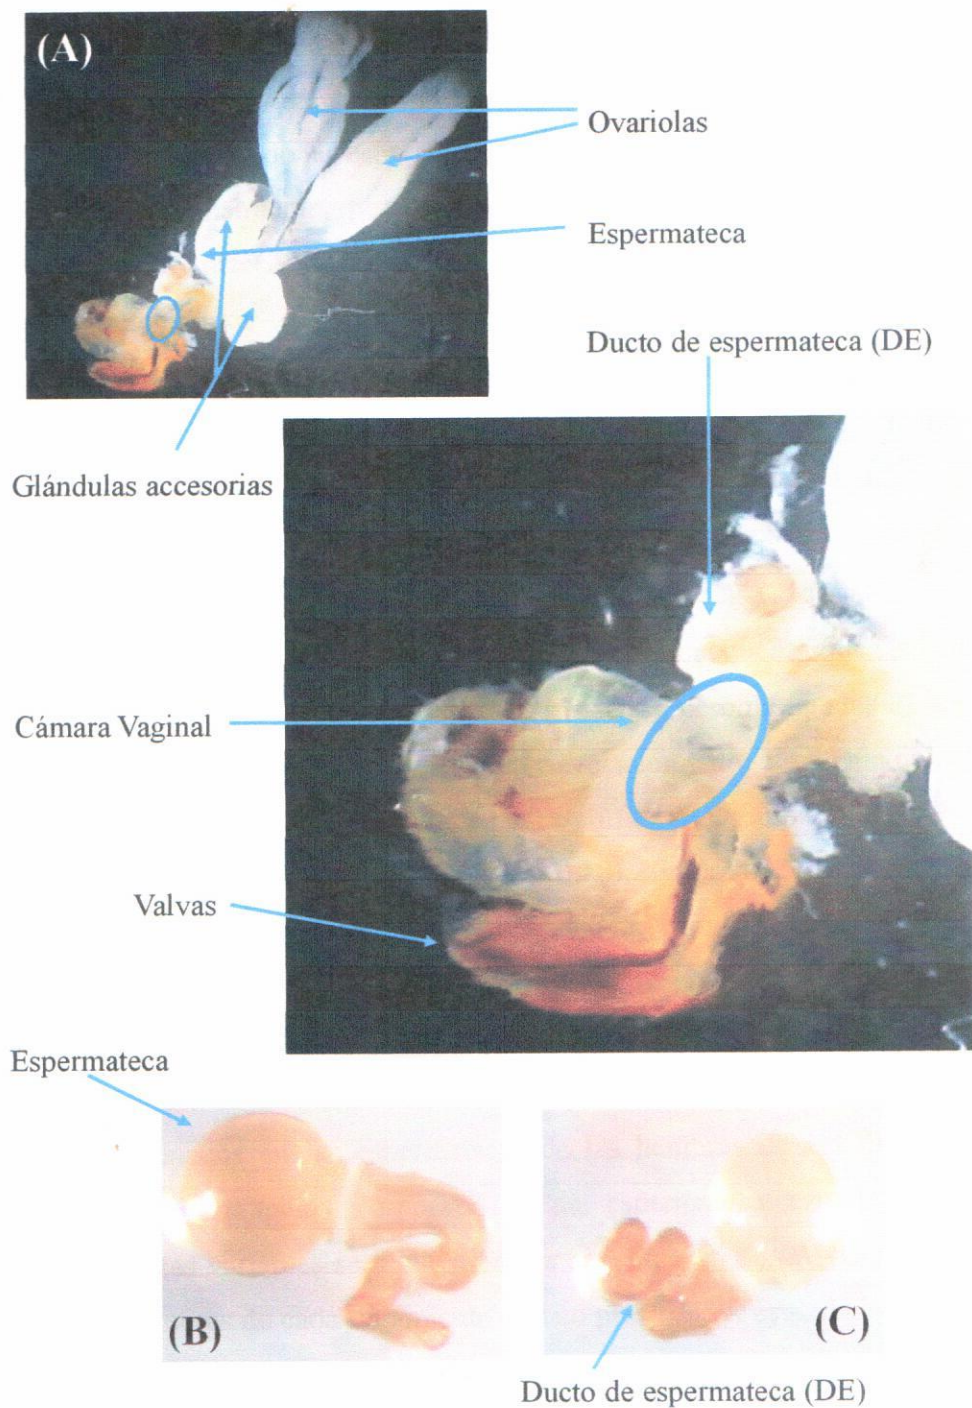 (A)
Ovariolas
Espermateca
Ducto de espermateca (DE)
Glándulas accesorias
Cámara Vaginal
Valvas
Espermateca
(B)
(C)
Ducto de espermateca (DE)